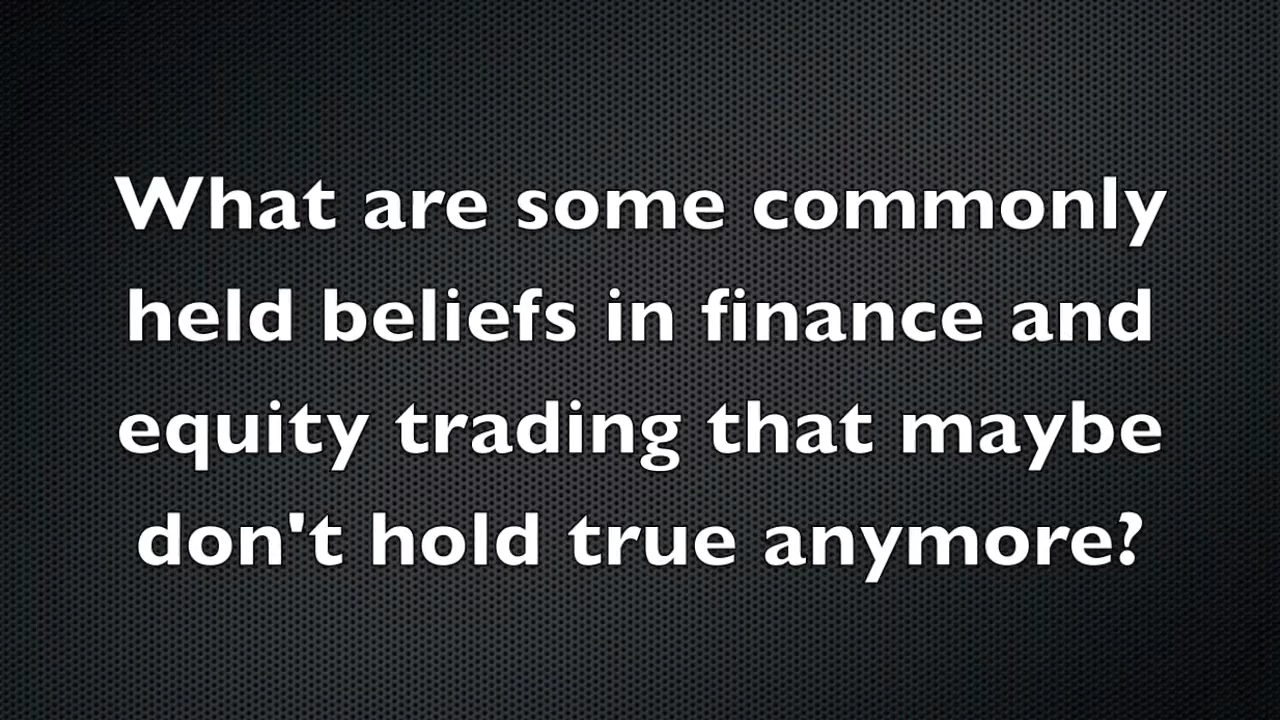 What are some commonly
held beliefs in finance and
equity trading that maybe
don't hold true anymore?